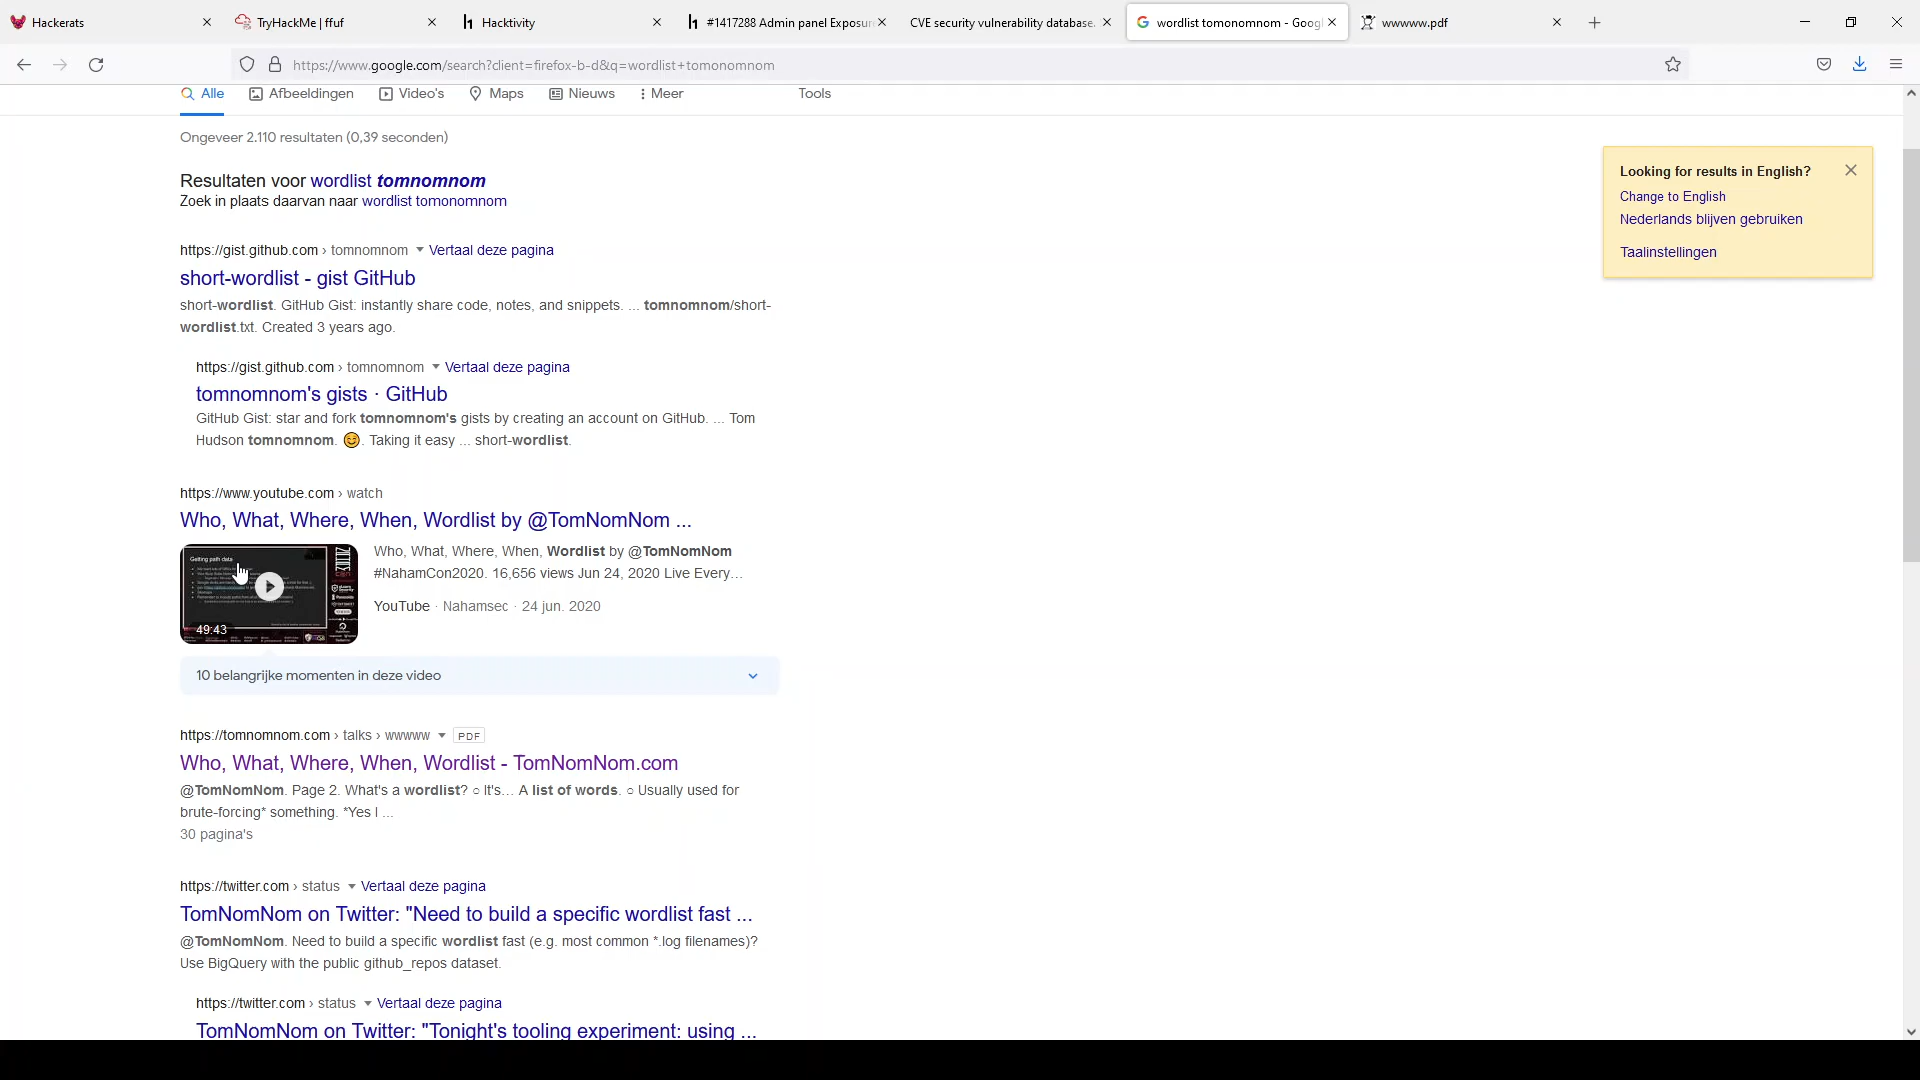 Hackerats
TryHackMe | ffuf
Hacktivity
#1417288 Admin panel Exposur
CVE security vulnerability database.
wordlist tomonomnom - Goog
wwwww.pdf
https://www.google.com/search?client=firefox-b-d&q=wordlist+tomonomnom
Alle
Afbeeldingen
Video's
Maps
Nieuws
Meer
Tools
Ongeveer 2.110 resultaten (0,39 seconden)
Resultaten voor wordlist tomnomnom
Zoek in plaats daarvan naar wordlist tomonomnom
Looking for results in English?
Change to English
Nederlands blijven gebruiken
Taalinstellingen
https://gist.github.com › tomnomnom Vertaal deze pagina
short-wordlist - gist GitHub
short-wordlist. GitHub Gist: instantly share code, notes, and snippets. ... tomnomnom/short-
wordlist.txt. Created 3 years ago.
https://gist.github.com › tomnomnom Vertaal deze pagina
tomnomnom's gists · GitHub
GitHub Gist: star and fork tomnomnom's gists by creating an account on GitHub. ... Tom
Hudson tomnomnom. 😊. Taking it easy ... short-wordlist.
https://www.youtube.com › watch
Who, What, Where, When, Wordlist by @TomNomNom ...
Getting path data
49:43
Who, What, Where, When, Wordlist by @TomNomNom
#NahamCon2020. 16,656 views Jun 24, 2020 Live Every...
YouTube · Nahamsec · 24 jun. 2020
10 belangrijke momenten in deze video
https://tomnomnom.com › talks › wwwww PDF
Who, What, Where, When, Wordlist - TomNomNom.com
@TomNomNom. Page 2. What's a wordlist? ○ It's... A list of words. ○ Usually used for
brute-forcing* something. *Yes I ...
30 pagina's
https://twitter.com › status Vertaal deze pagina
TomNomNom on Twitter: "Need to build a specific wordlist fast ...
@TomNomNom. Need to build a specific wordlist fast (e.g. most common *.log filenames)?
Use BigQuery with the public github_repos dataset.
https://twitter.com › status Vertaal deze pagina
TomNomNom on Twitter: "Tonight's tooling experiment: using ...